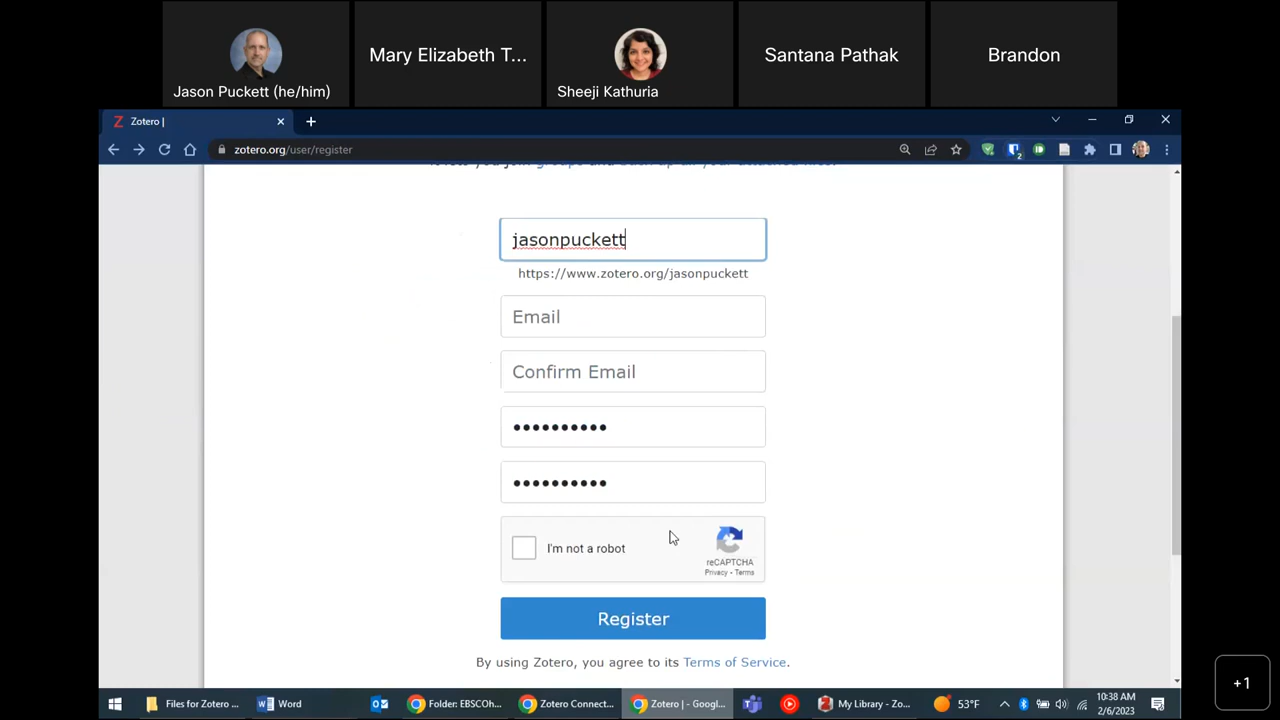 Jason Puckett (he/him)
Mary Elizabeth T...
Sheeji Kathuria
Santana Pathak
Brandon
Z Zotero |
zotero.org/user/register
jasonpuckett
https://www.zotero.org/jasonpuckett
Email
Confirm Email
I'm not a robot
reCAPTCHA
Privacy - Terms
Register
By using Zotero, you agree to its Terms of Service.
Files for Zotero ...
Word
Folder: EBSCOh...
Zotero Connect...
Zotero | - Googl...
My Library - Zo...
53°F
10:38 AM
2/6/2023
+1